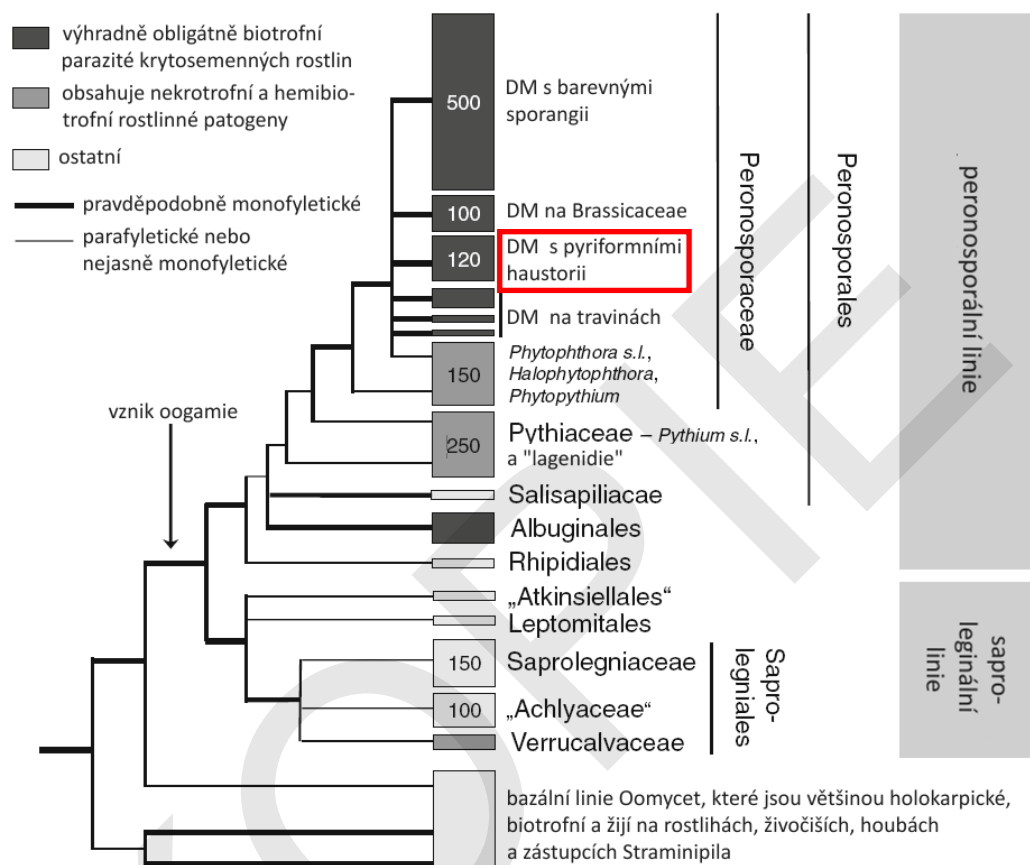 výhradně obligátně biotrofní
parazité krytosemenných rostlin
obsahuje nekrotrofní a hemibio-
trofní rostlinné patogeny
ostatní
pravděpodobně monofyletické
parafyletické nebo
nejasně monofyletické
vznik oogamie
500
DM s barevnými
sporangii
100
DM na Brassicaceae
120
DM s pyriformními
haustorii
DM na travinách
150
Phytophthora s.l.,
Halophytophthora,
Phytopythium
250
Pythiaceae – Pythium s.l.,
a "lagenidie"
Salisapiliacae
Albuginales
Rhipidiales
„Atkinsiellales"
Leptomitales
150
Saprolegniaceae
100
„Achlyaceae“
Verrucalvaceae
bazální linie Oomycet, které jsou většinou holokarpické,
biotrofní a žijí na rostlihách, živočiších, houbách
a zástupcích Straminipila
Peronosporaceae
Peronosporales
Sapro-
legniales
peronosporální linie
sapro-
leginální
linie
KOPIE